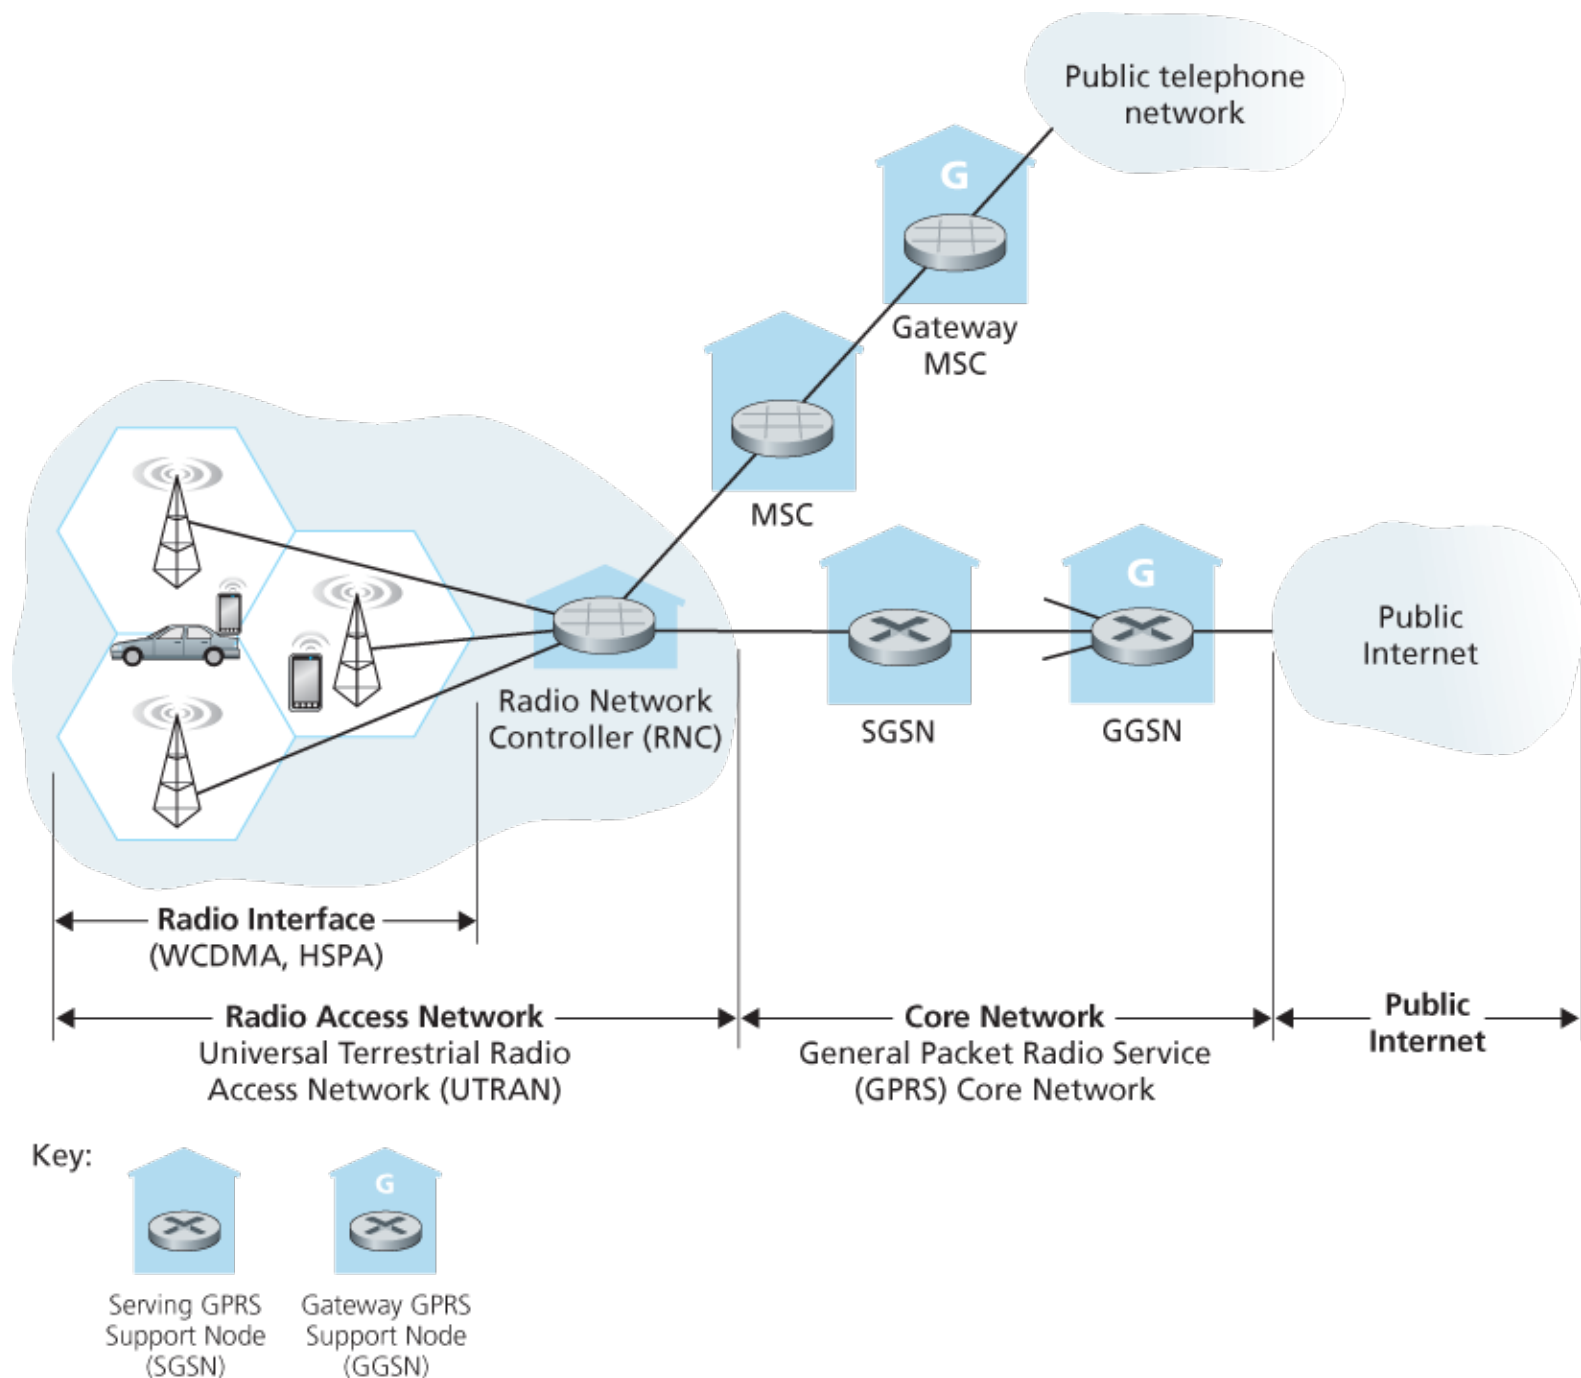 Public telephone
network
G
Gateway
MSC
MSC
G
Public
Internet
Radio Network
Controller (RNC)
SGSN
GGSN
Radio Interface
(WCDMA, HSPA)
Radio Access Network
Universal Terrestrial Radio
Access Network (UTRAN)
Core Network
General Packet Radio Service
(GPRS) Core Network
Public
Internet
Key:
G
Serving GPRS
Support Node
(SGSN)
Gateway GPRS
Support Node
(GGSN)